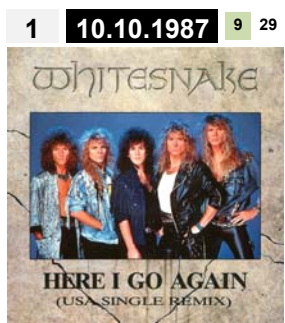 1 10.10.1987 9 29
WHITESNAKE
HERE I GO AGAIN
(USA SINGLE REMIX)